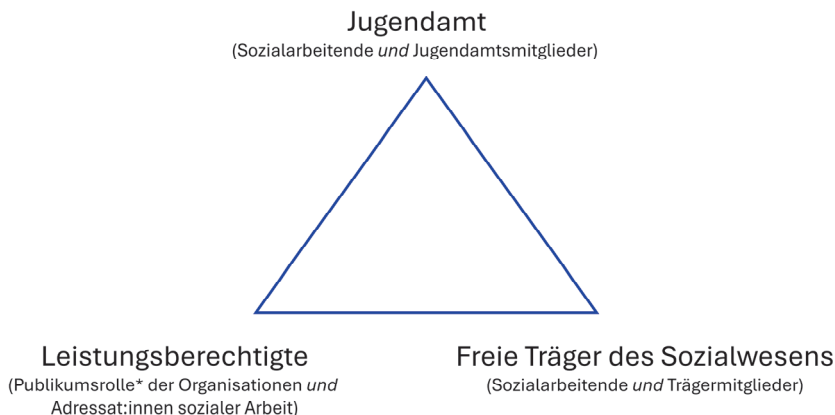 Jugendamt
(Sozialarbeitende und Jugendamtsmitglieder)
Leistungsberechtigte
(Publikumsrolle* der Organisationen und
Adressat:innen sozialer Arbeit)
Freie Träger des Sozialwesens
(Sozialarbeitende und Trägermitglieder)